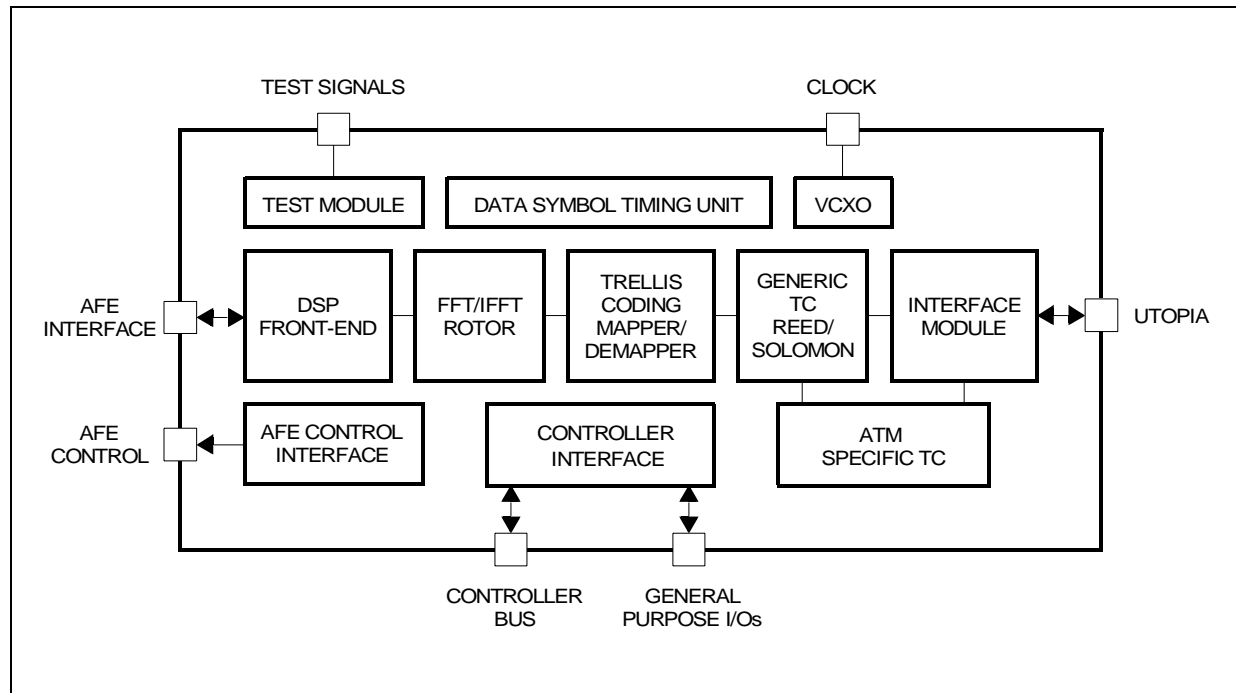 TEST SIGNALS
CLOCK
TEST MODULE
DATA SYMBOL TIMING UNIT
VCXO
AFE
INTERFACE
DSP
FRONT-END
FFT/IFFT
ROTOR
TRELLIS
CODING
MAPPER/
DEMAPPER
GENERIC
TC
REED/
SOLOMON
INTERFACE
MODULE
UTOPIA
AFE
CONTROL
AFE CONTROL
INTERFACE
CONTROLLER
INTERFACE
ATM
SPECIFIC TC
CONTROLLER
BUS
GENERAL
PURPOSE I/Os